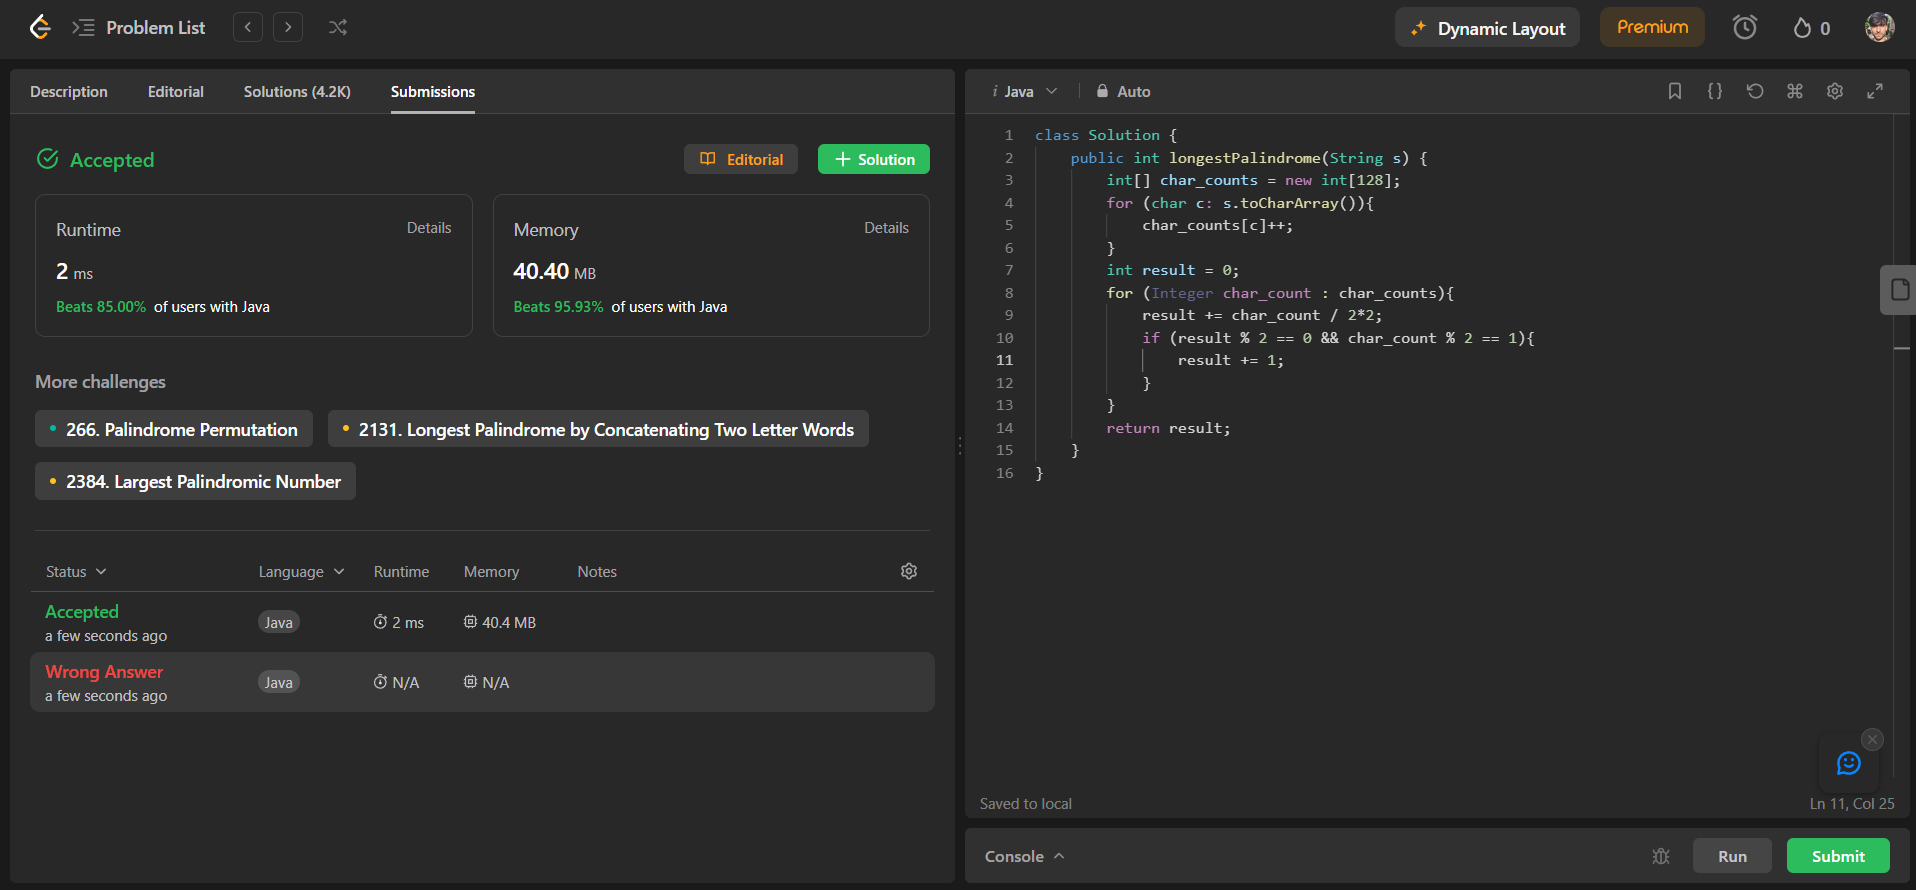 Problem List
Dynamic Layout
Premium
0
Description Editorial Solutions (4.2K) Submissions
Accepted
Editorial
Solution
Runtime Details
2 ms
Beats 85.00% of users with Java
Memory Details
40.40 MB
Beats 95.93% of users with Java
More challenges
266. Palindrome Permutation
2131. Longest Palindrome by Concatenating Two Letter Words
2384. Largest Palindromic Number
Status Language Runtime Memory Notes
Accepted
a few seconds ago
Java 2 ms 40.4 MB
Wrong Answer
a few seconds ago
Java N/A N/A
i Java Auto
1 class Solution {
2 public int longestPalindrome(String s) {
3 int[] char_counts = new int[128];
4 for (char c: s.toCharArray()){
5 char_counts[c]++;
6 }
7 int result = 0;
8 for (Integer char_count : char_counts){
9 result += char_count / 2*2;
10 if (result % 2 == 0 && char_count % 2 == 1){
11 result += 1;
12 }
13 }
14 return result;
15 }
16 }
Saved to local
Ln 11, Col 25
Console
Run
Submit